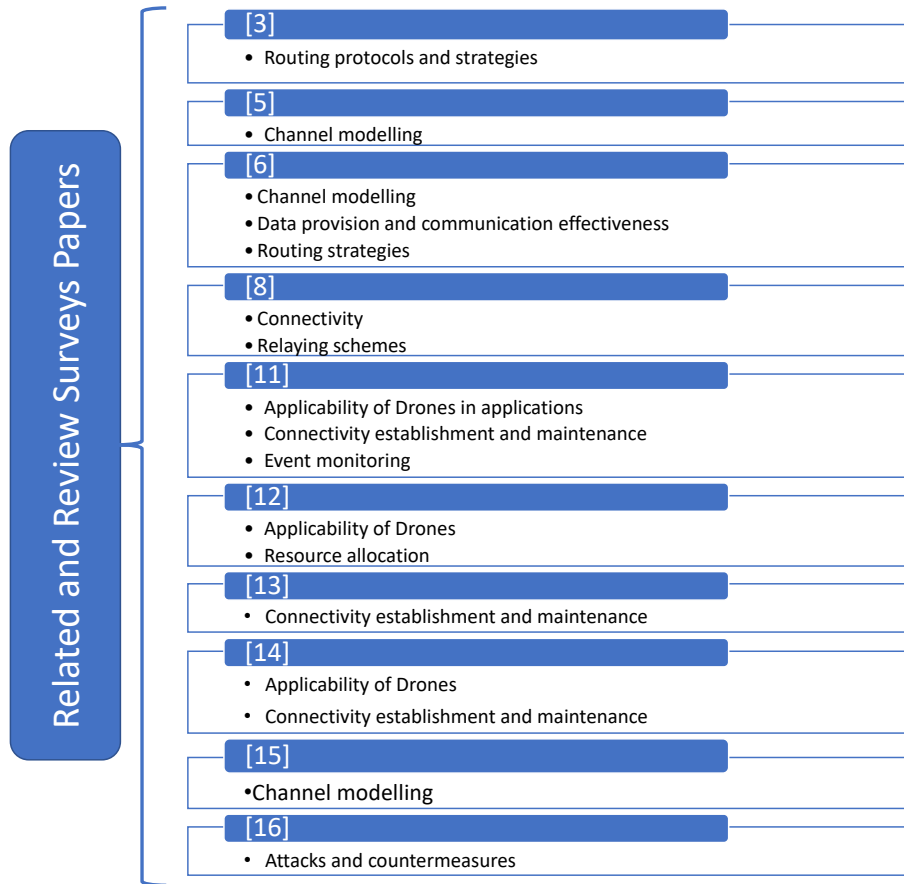 Related and Review Surveys Papers
[3]
• Routing protocols and strategies
[5]
• Channel modelling
[6]
• Channel modelling
• Data provision and communication effectiveness
• Routing strategies
[8]
• Connectivity
• Relaying schemes
[11]
• Applicability of Drones in applications
• Connectivity establishment and maintenance
• Event monitoring
[12]
• Applicability of Drones
• Resource allocation
[13]
• Connectivity establishment and maintenance
[14]
• Applicability of Drones
• Connectivity establishment and maintenance
[15]
•Channel modelling
[16]
• Attacks and countermeasures